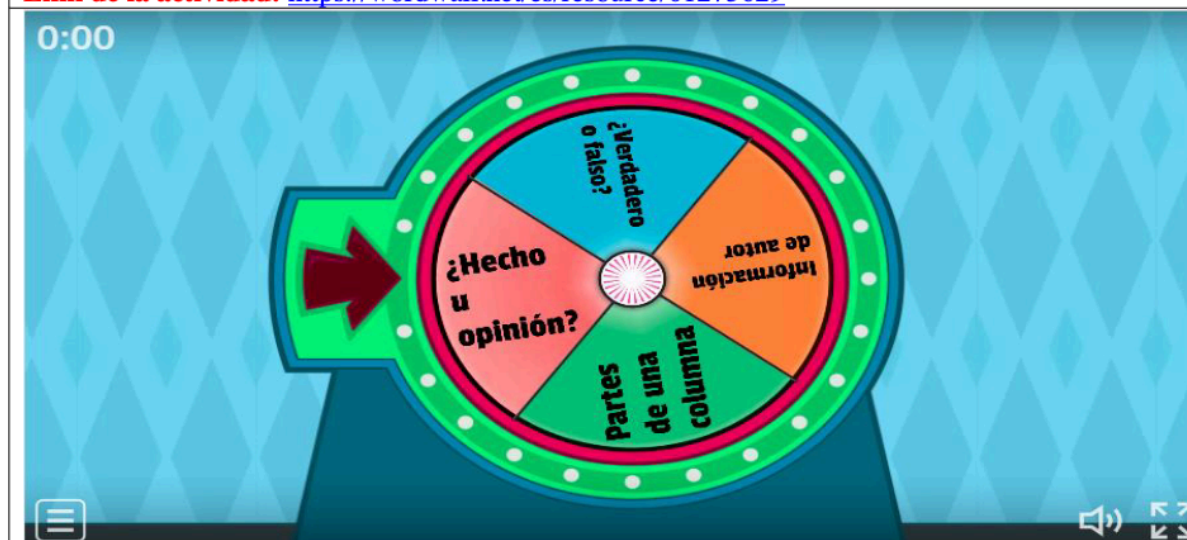 0:00
¿Verdadero
o falso?
Información
de autor
¿Hecho
u
opinión?
Partes
de una
columna